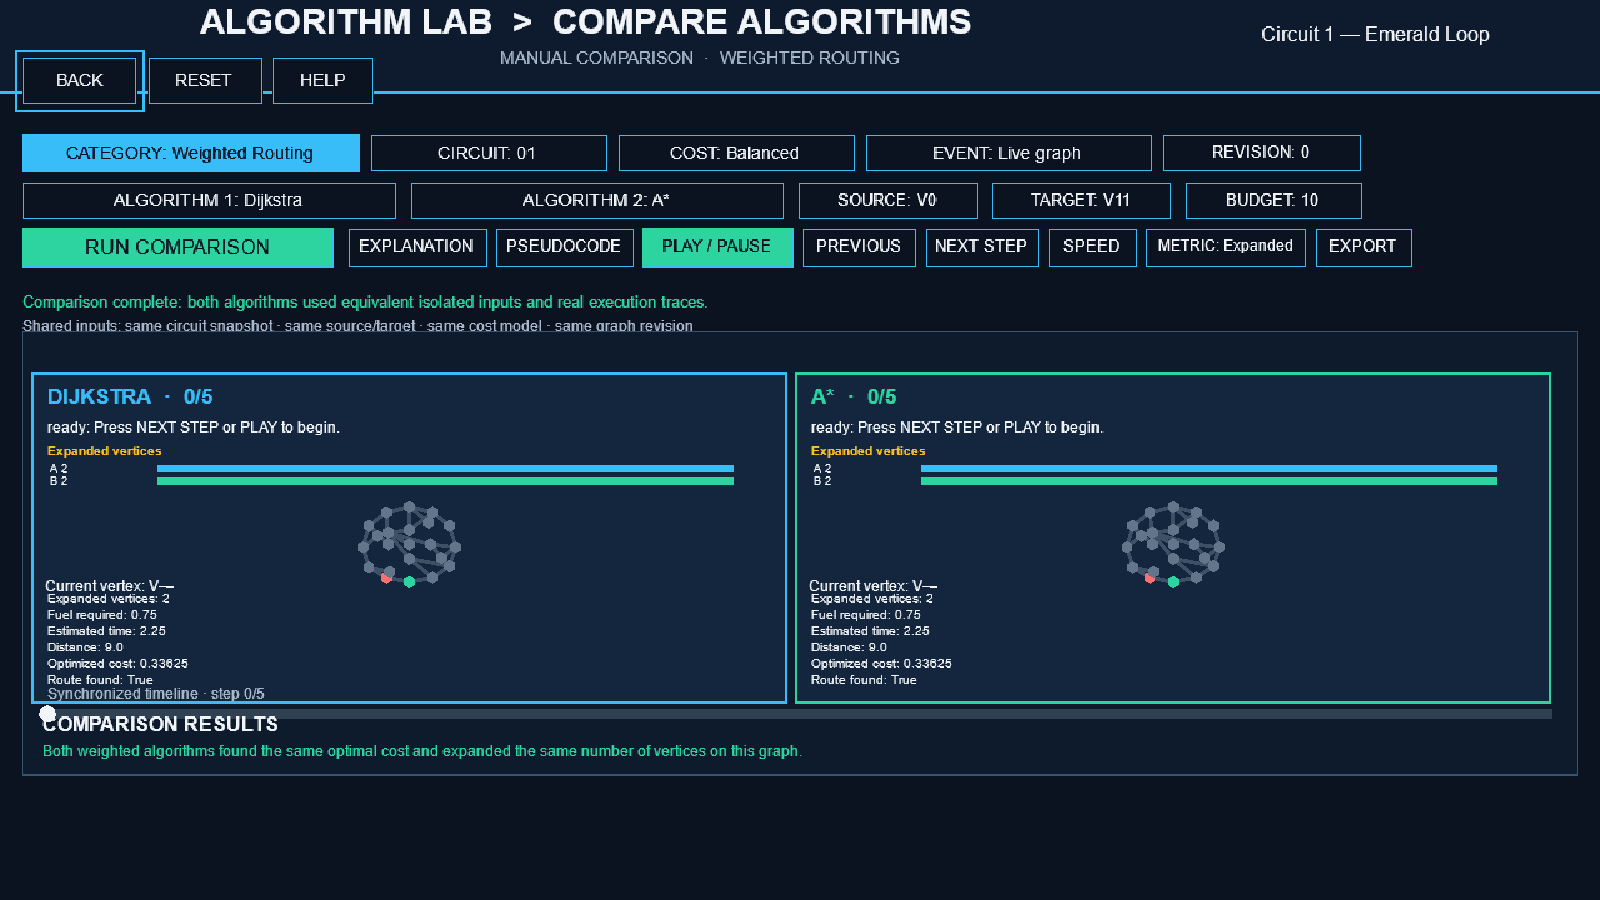 ALGORITHM LAB > COMPARE ALGORITHMS
Circuit 1 — Emerald Loop
MANUAL COMPARISON · WEIGHTED ROUTING
BACK RESET HELP
CATEGORY: Weighted Routing CIRCUIT: 01 COST: Balanced EVENT: Live graph REVISION: 0
ALGORITHM 1: Dijkstra ALGORITHM 2: A* SOURCE: V0 TARGET: V11 BUDGET: 10
RUN COMPARISON EXPLANATION PSEUDOCODE PLAY / PAUSE PREVIOUS NEXT STEP SPEED METRIC: Expanded EXPORT
Comparison complete: both algorithms used equivalent isolated inputs and real execution traces.
Shared inputs: same circuit snapshot · same source/target · same cost model · same graph revision
DIJKSTRA · 0/5
ready: Press NEXT STEP or PLAY to begin.
Expanded vertices
A 2
B 2
Current vertex: V—
Expanded vertices: 2
Fuel required: 0.75
Estimated time: 2.25
Distance: 9.0
Optimized cost: 0.33625
Route found: True
Synchronized timeline · step 0/5
A* · 0/5
ready: Press NEXT STEP or PLAY to begin.
Expanded vertices
A 2
B 2
Current vertex: V—
Expanded vertices: 2
Fuel required: 0.75
Estimated time: 2.25
Distance: 9.0
Optimized cost: 0.33625
Route found: True
COMPARISON RESULTS
Both weighted algorithms found the same optimal cost and expanded the same number of vertices on this graph.